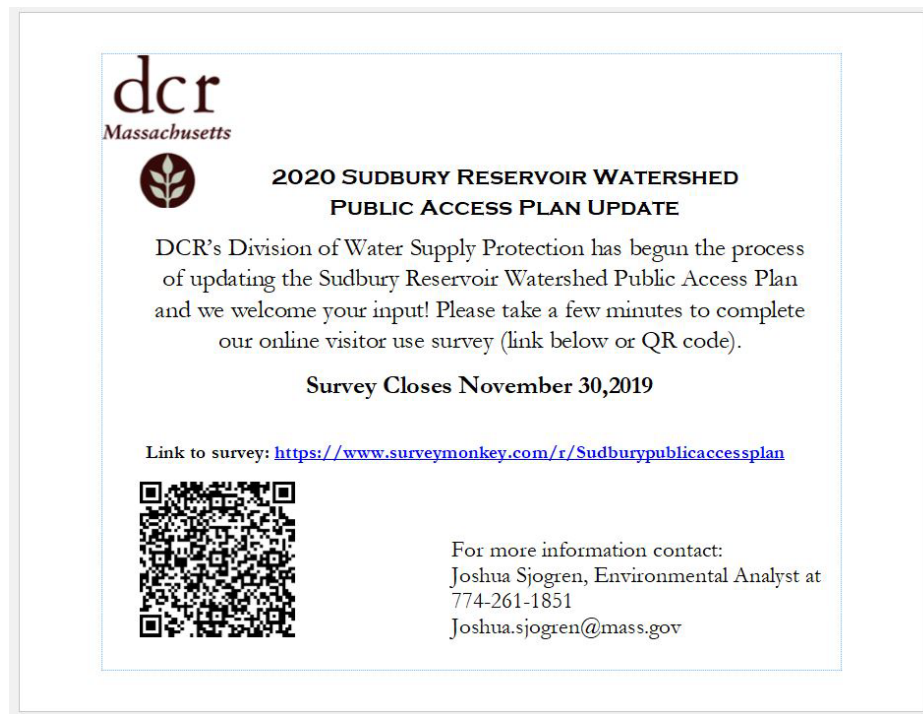 dcr
Massachusetts
2020 Sudbury Reservoir Watershed
Public Access Plan Update
DCR's Division of Water Supply Protection has begun the process
of updating the Sudbury Reservoir Watershed Public Access Plan
and we welcome your input! Please take a few minutes to complete
our online visitor use survey (link below or QR code).
Survey Closes November 30,2019
Link to survey: https://www.surveymonkey.com/r/Sudburypublicaccessplan
For more information contact:
Joshua Sjogren, Environmental Analyst at
774-261-1851
Joshua.sjogren@mass.gov